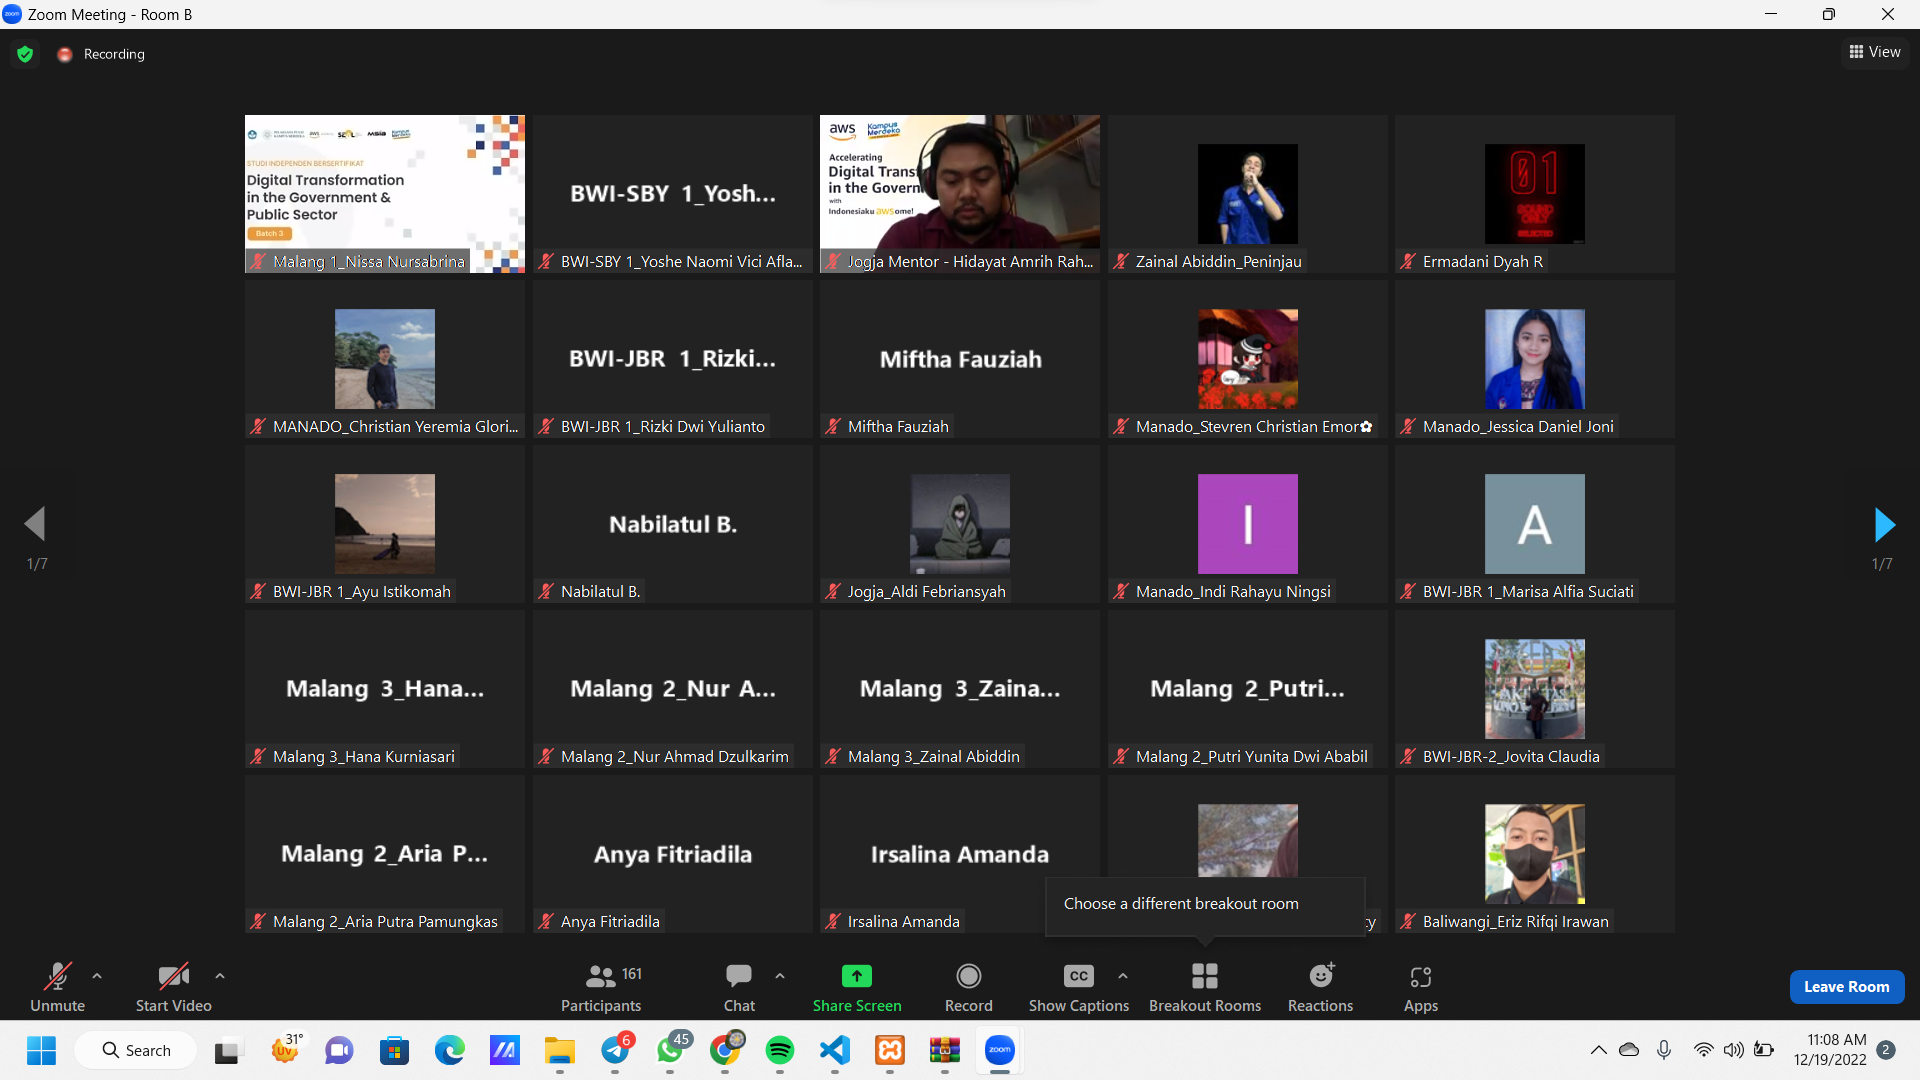 Zoom Meeting - Room B
Recording
View
STUDI INDEPENDEN BERSERTIFIKAT
Digital Transformation
in the Government &
Public Sector
Batch 3
Malang 1_Nissa Nursabrina
BWI-SBY 1_Yosh...
BWI-SBY 1_Yoshe Naomi Vici Afla...
aws
Kampus
Merdeka
Accelerating
Digital Trans
in the Govern
with
Indonesiaku awsome!
Jogja Mentor - Hidayat Amrih Rah...
Zainal Abiddin_Peninjau
01
SOUND
ONLY
SELECTED
Ermadani Dyah R
MANADO_Christian Yeremia Glori...
BWI-JBR 1_Rizki...
BWI-JBR 1_Rizki Dwi Yulianto
Miftha Fauziah
Miftha Fauziah
Manado_Stevren Christian Emor✿
Manado_Jessica Daniel Joni
1/7
BWI-JBR 1_Ayu Istikomah
Nabilatul B.
Nabilatul B.
Jogja_Aldi Febriansyah
I
Manado_Indi Rahayu Ningsi
A
BWI-JBR 1_Marisa Alfia Suciati
1/7
Malang 3_Hana...
Malang 3_Hana Kurniasari
Malang 2_Nur A...
Malang 2_Nur Ahmad Dzulkarim
Malang 3_Zaina...
Malang 3_Zainal Abiddin
Malang 2_Putri...
Malang 2_Putri Yunita Dwi Ababil
BWI-JBR-2_Jovita Claudia
Malang 2_Aria P...
Malang 2_Aria Putra Pamungkas
Anya Fitriadila
Anya Fitriadila
Irsalina Amanda
Irsalina Amanda
Choose a different breakout room
Baliwangi_Eriz Rifqi Irawan
Unmute
Start Video
161
Participants
Chat
Share Screen
Record
CC
Show Captions
Breakout Rooms
Reactions
Apps
Leave Room
Search
31°
UV
6
45
zoom
11:08 AM
12/19/2022
2